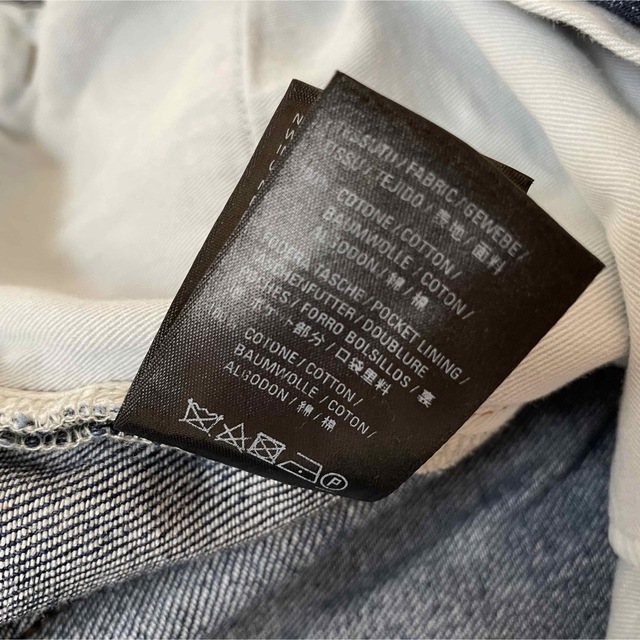 TESSUTI/FABRIC/GEWEBE/
TISSU/TEJIDO/表地/面料
COTONE/COTTON/
BAUMWOLLE/COTON/
ALGODON/綿/棉
TASCHE/POCKET LINING/
TASCHENFUTTER/DOUBLURE
POCHES/FORRO BOLSILLOS/裏
ポケット部分/口袋里料
COTONE/COTTON/
BAUMWOLLE/COTON/
ALGODON/綿/棉
P